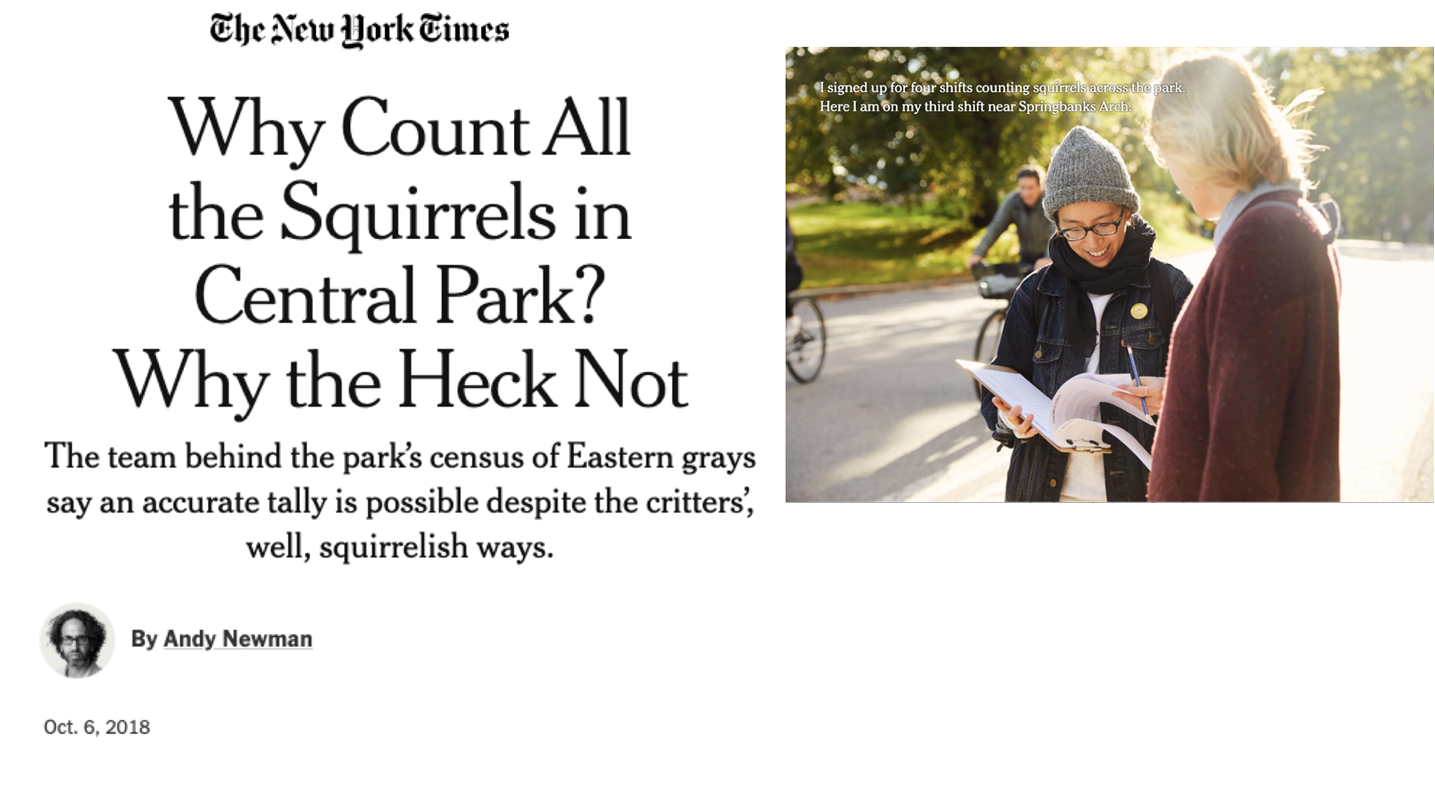 The New York Times
Why Count All
the Squirrels in
Central Park?
Why the Heck Not
The team behind the park’s census of Eastern grays
say an accurate tally is possible despite the critters’,
well, squirrelish ways.
By Andy Newman
Oct. 6, 2018
I signed up for four shifts counting squirrels across the park.
Here I am on my third shift near Springbanks Arch.